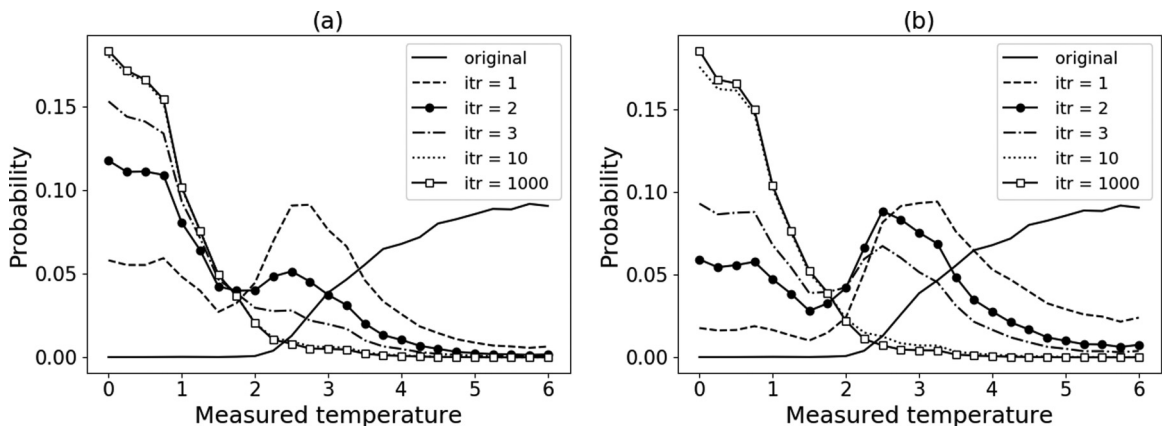 (a)
Probability
0.15
0.10
0.05
0.00
original
itr = 1
itr = 2
itr = 3
itr = 10
itr = 1000
0 1 2 3 4 5 6
Measured temperature
(b)
Probability
0.15
0.10
0.05
0.00
original
itr = 1
itr = 2
itr = 3
itr = 10
itr = 1000
0 1 2 3 4 5 6
Measured temperature